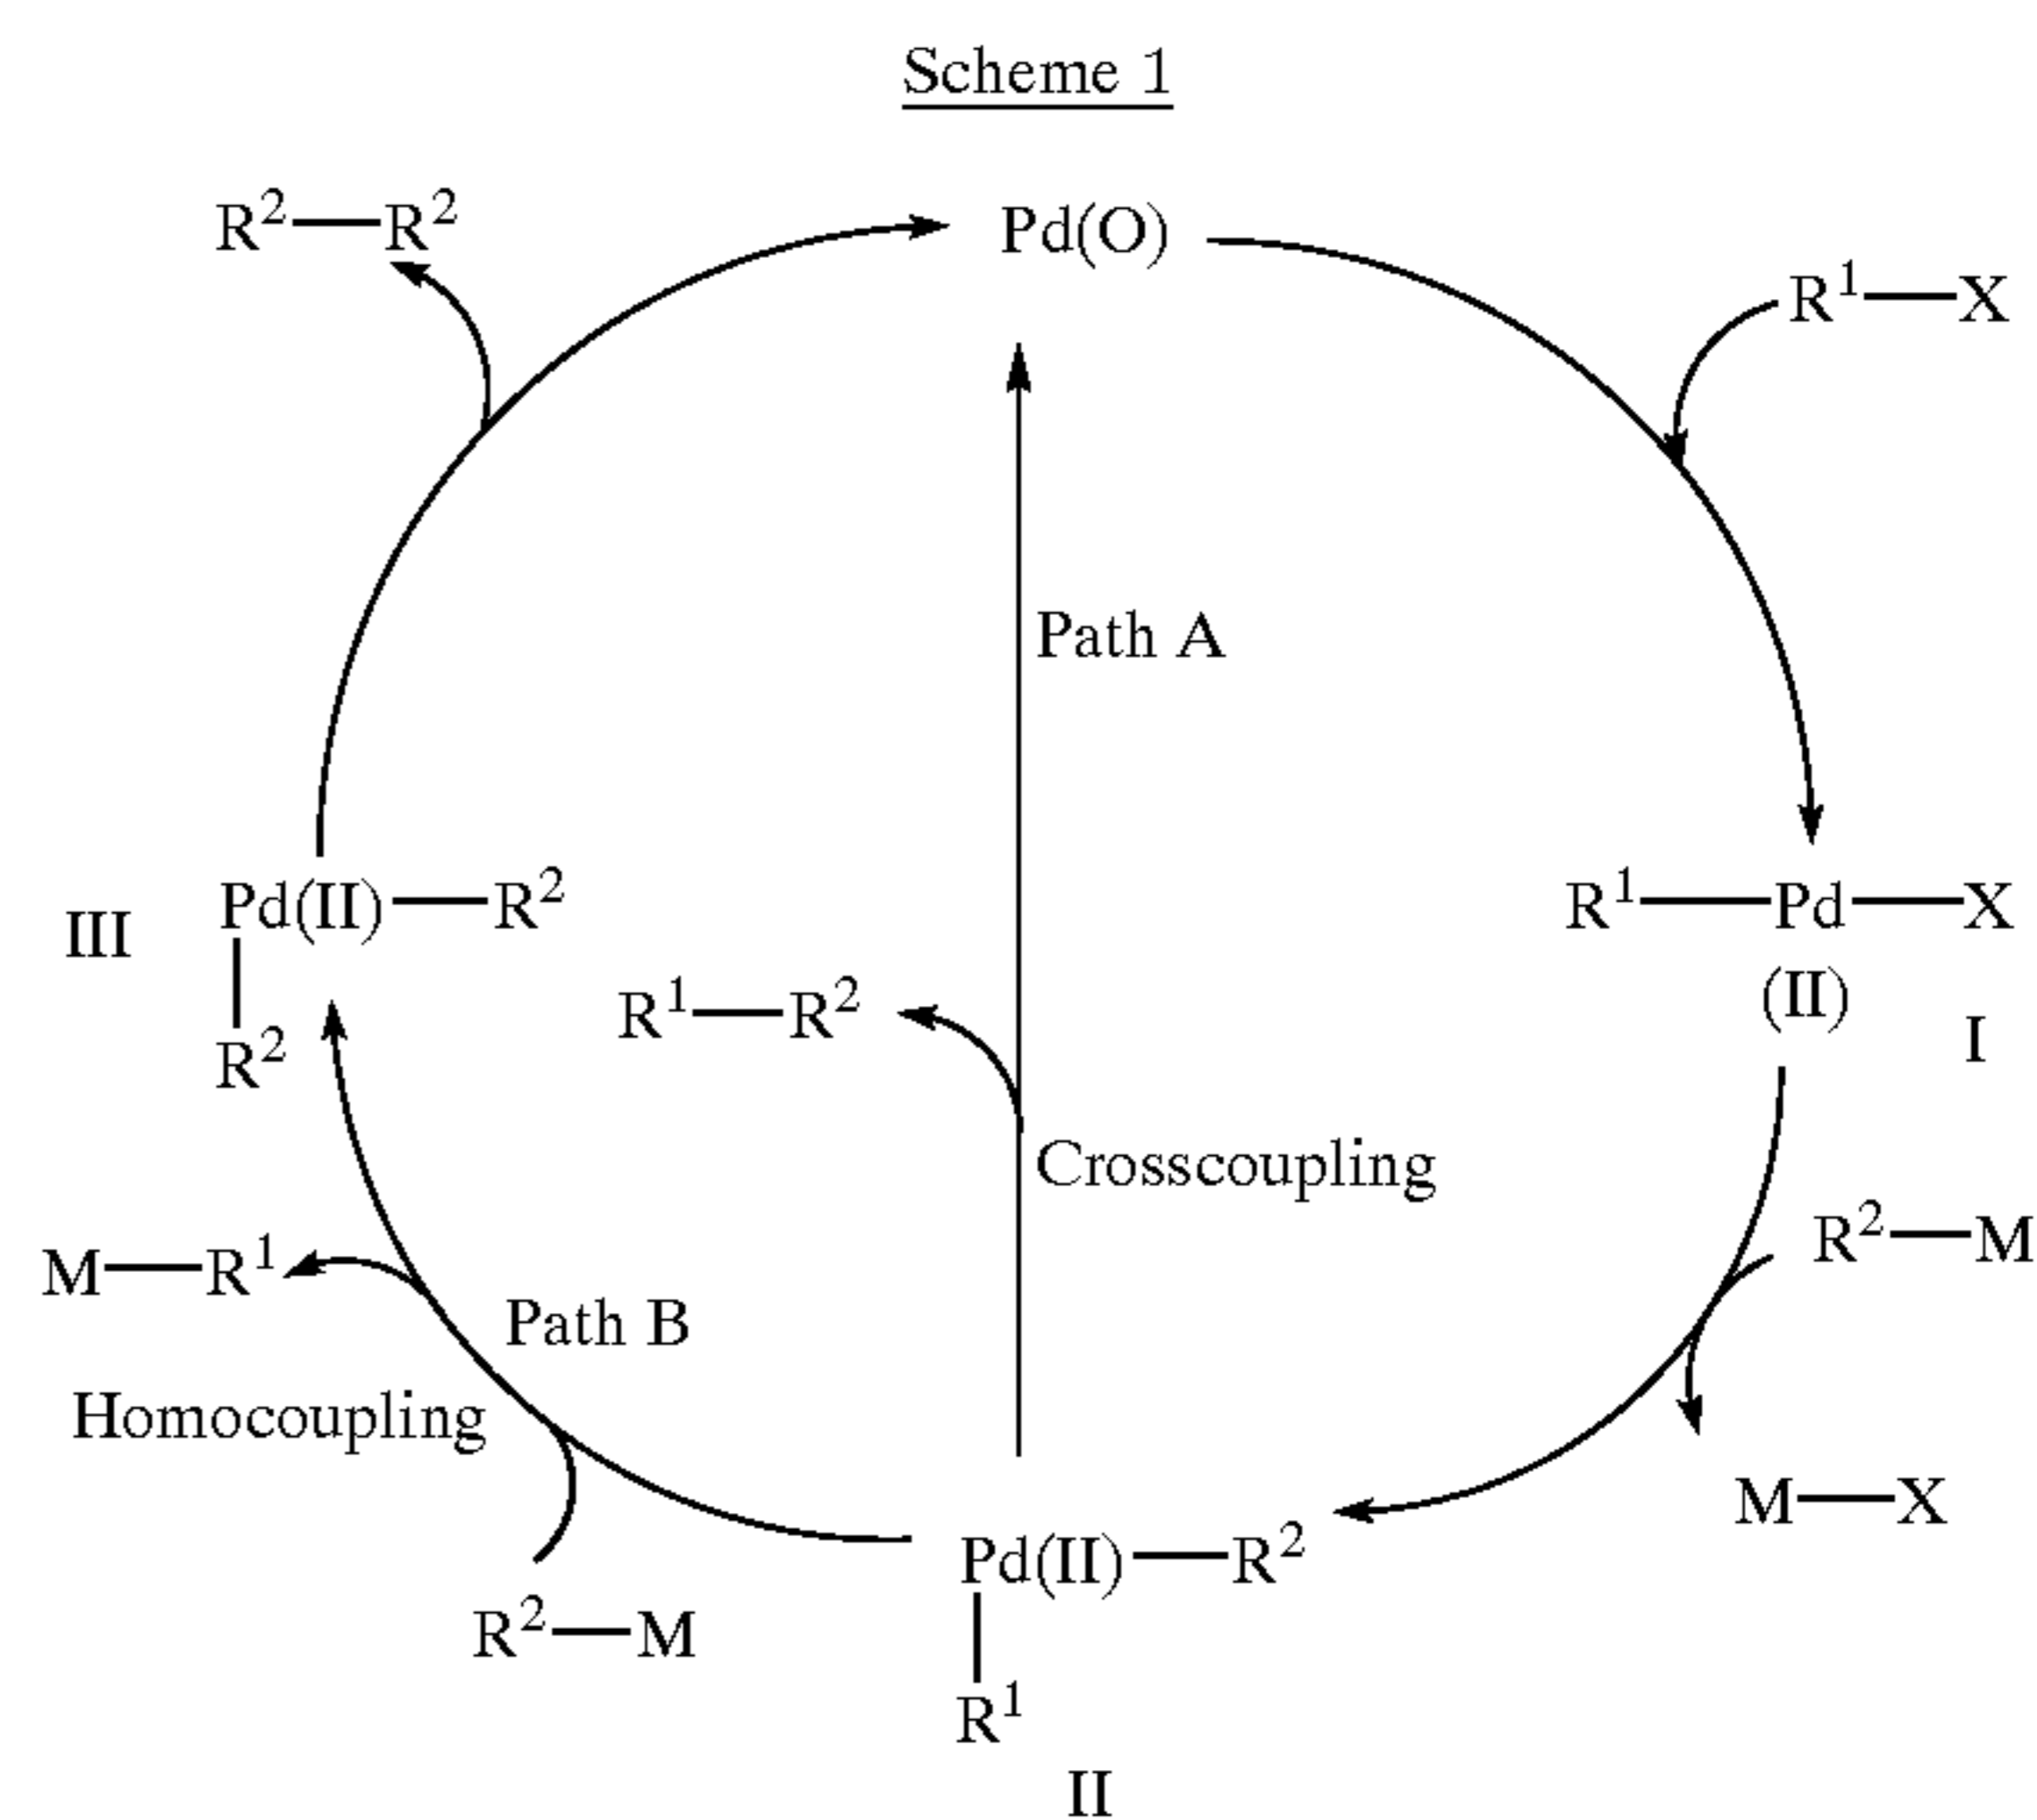 Scheme 1
R²—R²
Pd(O)
R¹—X
Path A
III
Pd(II)—R²
R²
R¹—Pd—X
(II)
I
R¹—R²
Crosscoupling
R²—M
M—R¹
Path B
Homocoupling
M—X
Pd(II)—R²
R²—M
R¹
II